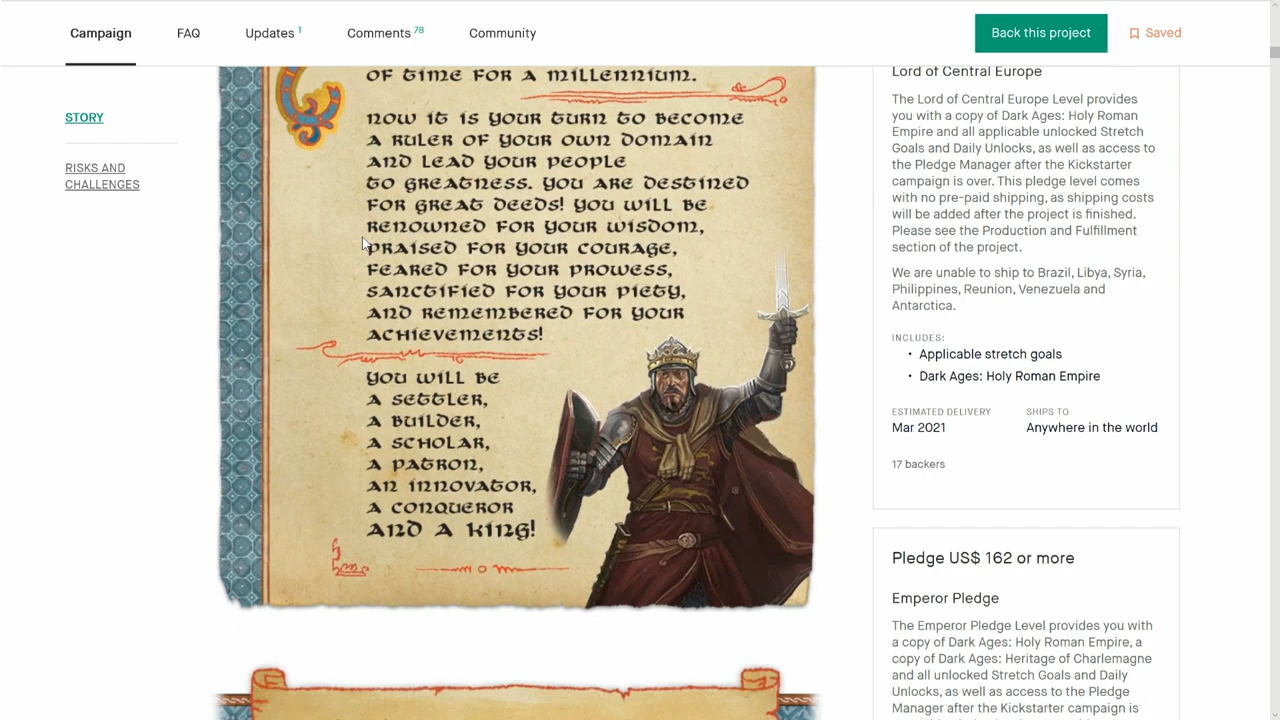 Campaign
FAQ
Updates 1
Comments 78
Community
Back this project
Saved
STORY
RISKS AND
CHALLENGES
OF TIME FOR A MILLENNIUM.
NOW IT IS YOUR TURN TO BECOME
A RULER OF YOUR OWN DOMAIN
AND LEAD YOUR PEOPLE
TO GREATNESS. YOU ARE DESTINED
FOR GREAT DEEDS! YOU WILL BE
RENOWNED FOR YOUR WISDOM,
PRAISED FOR YOUR COURAGE,
FEARED FOR YOUR PROWESS,
SANCTIFIED FOR YOUR PIETY,
AND REMEMBERED FOR YOUR
ACHIEVEMENTS!
YOU WILL BE
A SETTLER,
A BUILDER,
A SCHOLAR,
A PATRON,
AN INNOVATOR,
A CONQUEROR
AND A KING!
Lord of Central Europe
The Lord of Central Europe Level provides
you with a copy of Dark Ages: Holy Roman
Empire and all applicable unlocked Stretch
Goals and Daily Unlocks, as well as access to
the Pledge Manager after the Kickstarter
campaign is over. This pledge level comes
with no pre-paid shipping, as shipping costs
will be added after the project is finished.
Please see the Production and Fulfillment
section of the project.
We are unable to ship to Brazil, Libya, Syria,
Philippines, Reunion, Venezuela and
Antarctica.
INCLUDES:
• Applicable stretch goals
• Dark Ages: Holy Roman Empire
ESTIMATED DELIVERY
Mar 2021
SHIPS TO
Anywhere in the world
17 backers
Pledge US$ 162 or more
Emperor Pledge
The Emperor Pledge Level provides you with
a copy of Dark Ages: Holy Roman Empire, a
copy of Dark Ages: Heritage of Charlemagne
and all unlocked Stretch Goals and Daily
Unlocks, as well as access to the Pledge
Manager after the Kickstarter campaign is